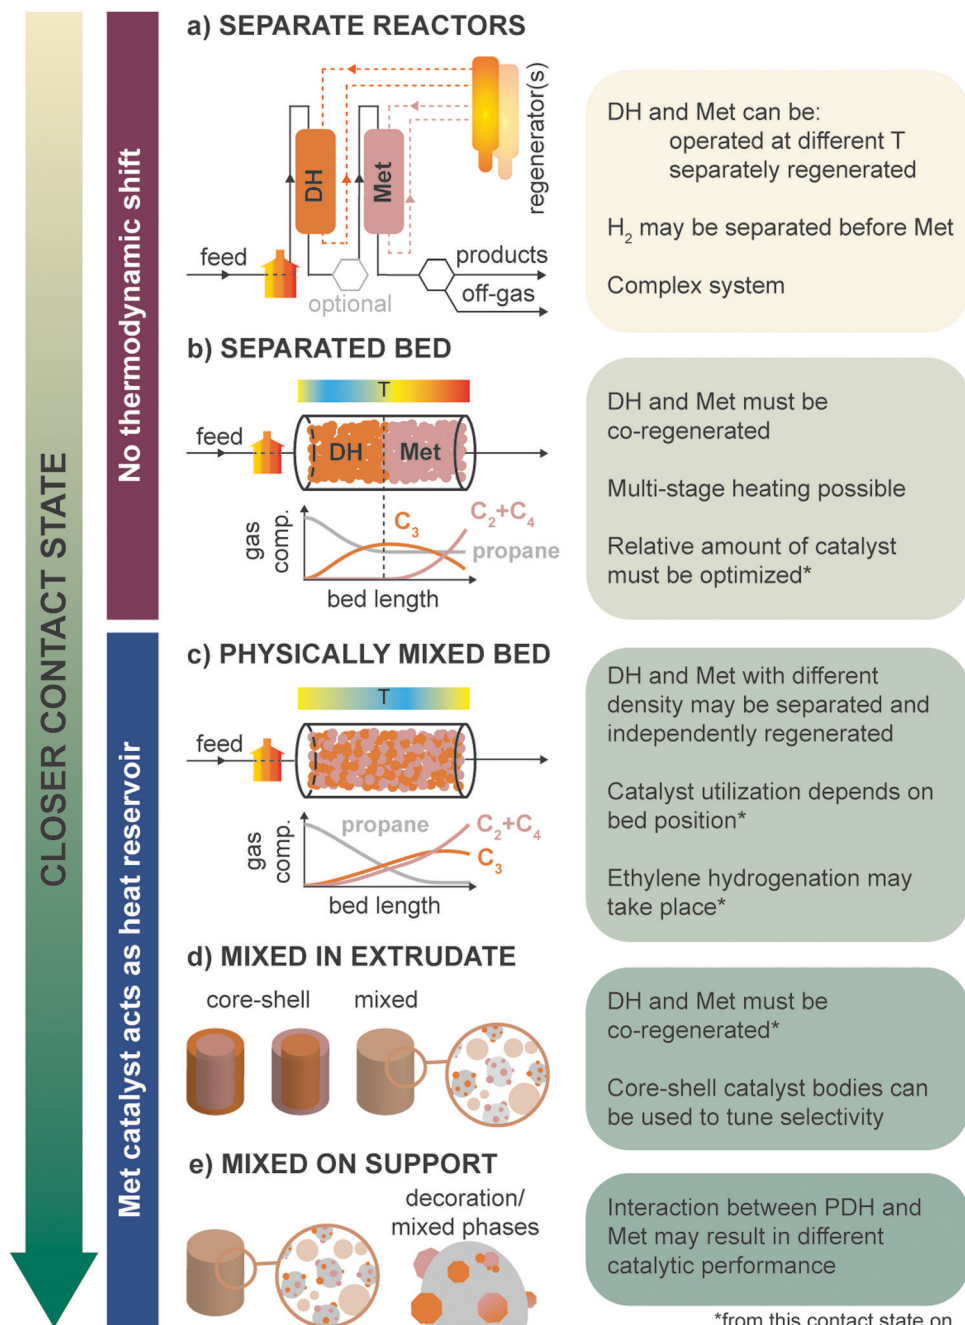 CLOSER CONTACT STATE
No thermodynamic shift
Met catalyst acts as heat reservoir
a) SEPARATE REACTORS
DH
Met
regenerator(s)
feed
optional
products
off-gas
DH and Met can be:
operated at different T
separately regenerated
H₂ may be separated before Met
Complex system
b) SEPARATED BED
T
feed
DH
Met
gas
comp.
C₃
C₂+C₄
propane
bed length
DH and Met must be
co-regenerated
Multi-stage heating possible
Relative amount of catalyst
must be optimized*
c) PHYSICALLY MIXED BED
T
feed
gas
comp.
propane
C₂+C₄
C₃
bed length
DH and Met with different
density may be separated and
independently regenerated
Catalyst utilization depends on
bed position*
Ethylene hydrogenation may
take place*
d) MIXED IN EXTRUDATE
core-shell
mixed
DH and Met must be
co-regenerated*
Core-shell catalyst bodies can
be used to tune selectivity
e) MIXED ON SUPPORT
decoration/
mixed phases
Interaction between PDH and
Met may result in different
catalytic performance
*from this contact state on